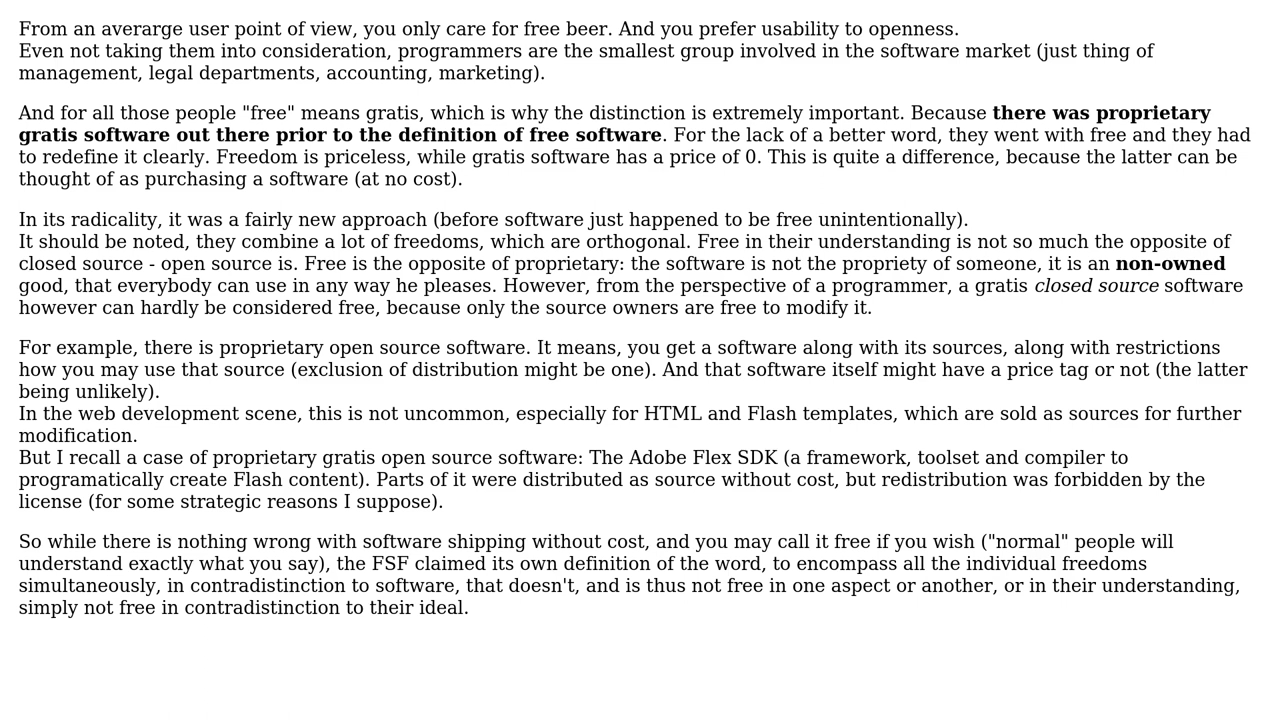 From an averarge user point of view, you only care for free beer. And you prefer usability to openness.
Even not taking them into consideration, programmers are the smallest group involved in the software market (just thing of
management, legal departments, accounting, marketing).
And for all those people "free" means gratis, which is why the distinction is extremely important. Because there was proprietary
gratis software out there prior to the definition of free software. For the lack of a better word, they went with free and they had
to redefine it clearly. Freedom is priceless, while gratis software has a price of 0. This is quite a difference, because the latter can be
thought of as purchasing a software (at no cost).
In its radicality, it was a fairly new approach (before software just happened to be free unintentionally).
It should be noted, they combine a lot of freedoms, which are orthogonal. Free in their understanding is not so much the opposite of
closed source - open source is. Free is the opposite of proprietary: the software is not the propriety of someone, it is an non-owned
good, that everybody can use in any way he pleases. However, from the perspective of a programmer, a gratis closed source software
however can hardly be considered free, because only the source owners are free to modify it.
For example, there is proprietary open source software. It means, you get a software along with its sources, along with restrictions
how you may use that source (exclusion of distribution might be one). And that software itself might have a price tag or not (the latter
being unlikely).
In the web development scene, this is not uncommon, especially for HTML and Flash templates, which are sold as sources for further
modification.
But I recall a case of proprietary gratis open source software: The Adobe Flex SDK (a framework, toolset and compiler to
programatically create Flash content). Parts of it were distributed as source without cost, but redistribution was forbidden by the
license (for some strategic reasons I suppose).
So while there is nothing wrong with software shipping without cost, and you may call it free if you wish ("normal" people will
understand exactly what you say), the FSF claimed its own definition of the word, to encompass all the individual freedoms
simultaneously, in contradistinction to software, that doesn't, and is thus not free in one aspect or another, or in their understanding,
simply not free in contradistinction to their ideal.